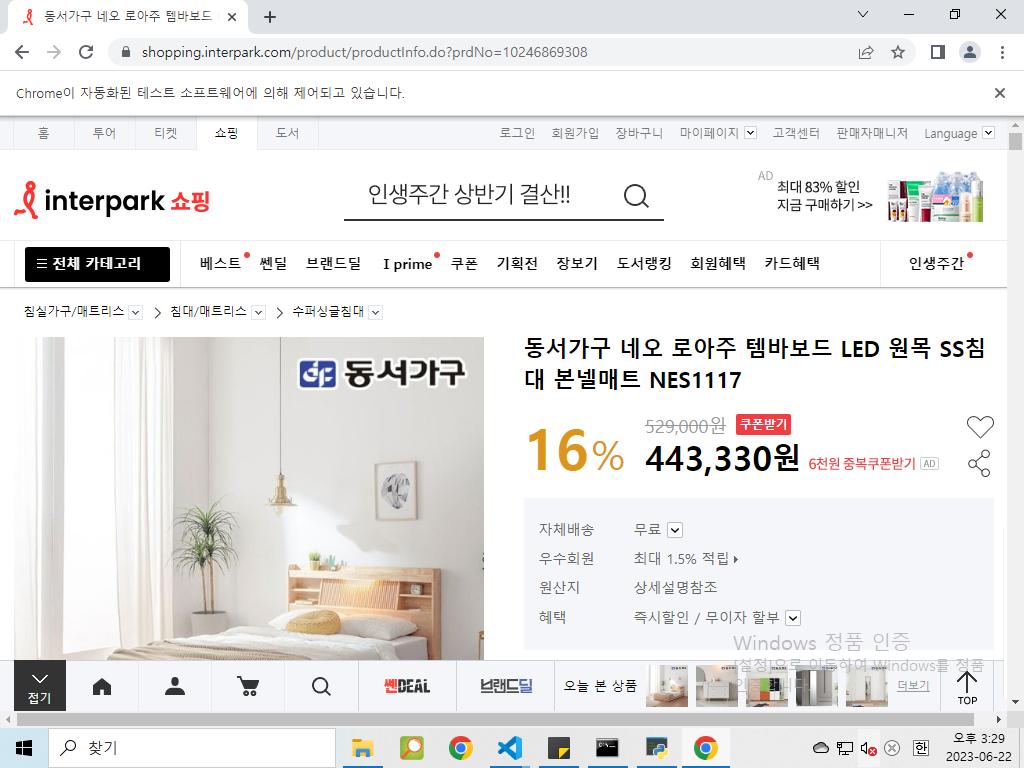 동서가구 네오 로아주 템바보드
shopping.interpark.com/product/productInfo.do?prdNo=10246869308
Chrome이 자동화된 테스트 소프트웨어에 의해 제어되고 있습니다.
홈 투어 티켓 쇼핑 도서 로그인 회원가입 장바구니 마이페이지 고객센터 판매자매니저 Language
interpark 쇼핑
인생주간 상반기 결산!!
AD
최대 83% 할인
지금 구매하기 >>
전체 카테고리 베스트 쎈딜 브랜드딜 I prime 쿠폰 기획전 장보기 도서랭킹 회원혜택 카드혜택 인생주간
침실가구/매트리스 침대/매트리스 수퍼싱글침대
동서가구
동서가구 네오 로아주 템바보드 LED 원목 SS침
대 본넬매트 NES1117
16%
529,000원 쿠폰받기
443,330원 6천원 중복쿠폰받기 AD
자체배송 무료
우수회원 최대 1.5% 적립
원산지 상세설명참조
혜택 즉시할인 / 무이자 할부
Windows 정품 인증
[설정]으로 이동하여 Windows를 정품
접기
쎈DEAL
브랜드딜
오늘 본 상품
더보기
TOP
찾기
한
오후 3:29
2023-06-22